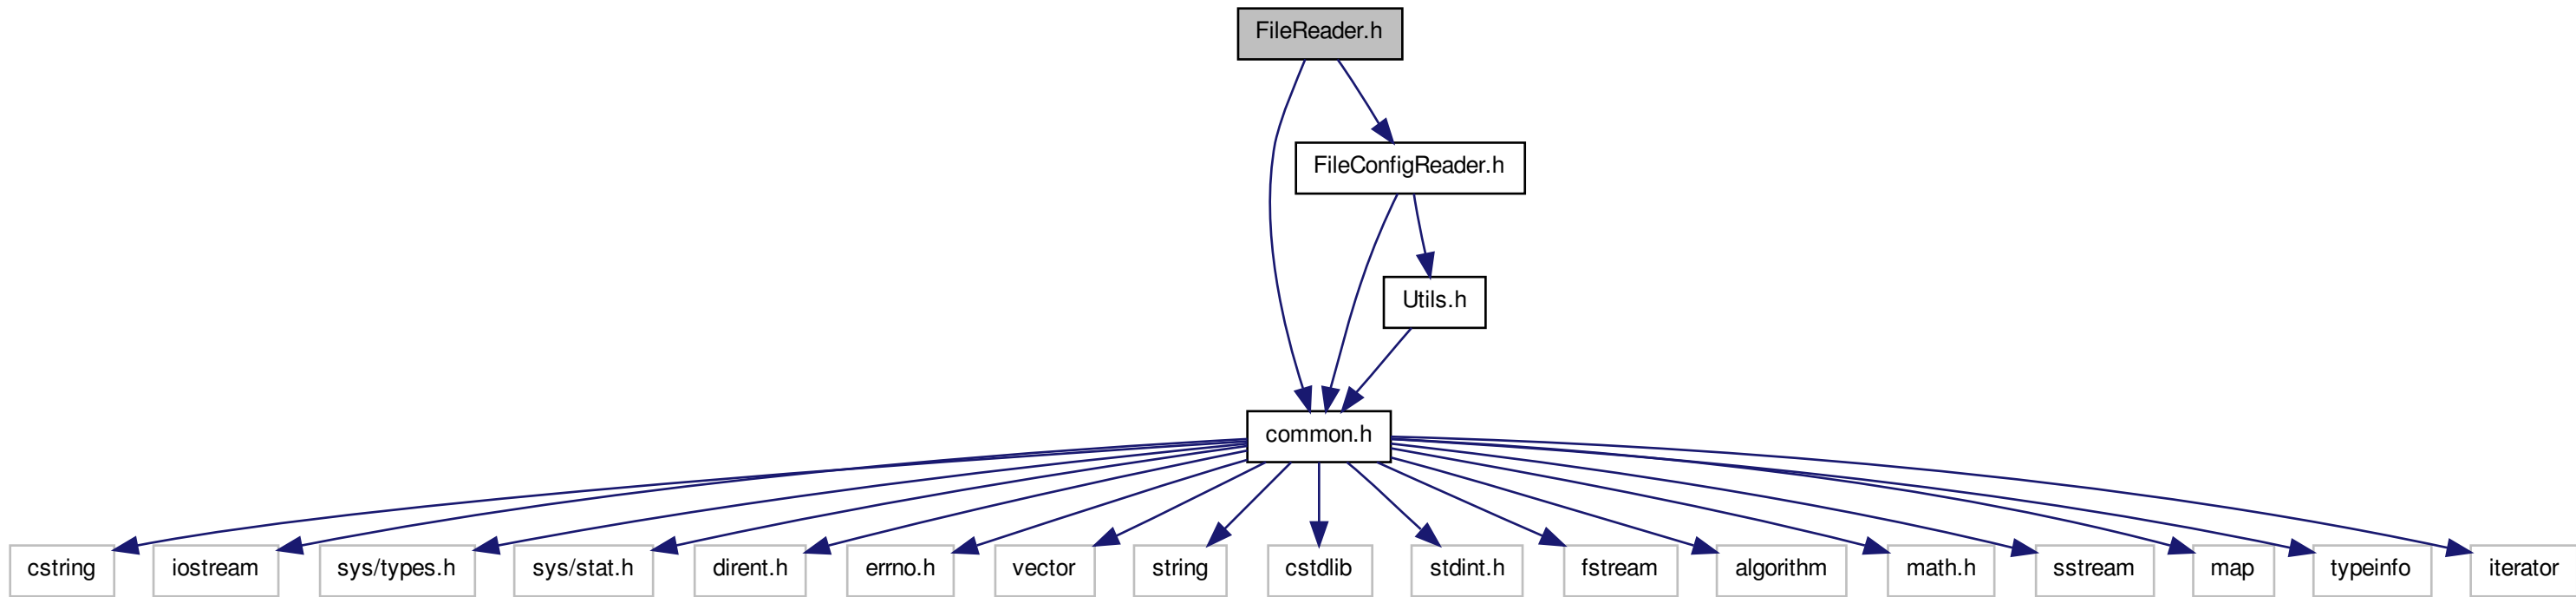 FileReader.h
FileConfigReader.h
Utils.h
common.h
cstring
iostream
sys/types.h
sys/stat.h
dirent.h
errno.h
vector
string
cstdlib
stdint.h
fstream
algorithm
math.h
sstream
map
typeinfo
iterator